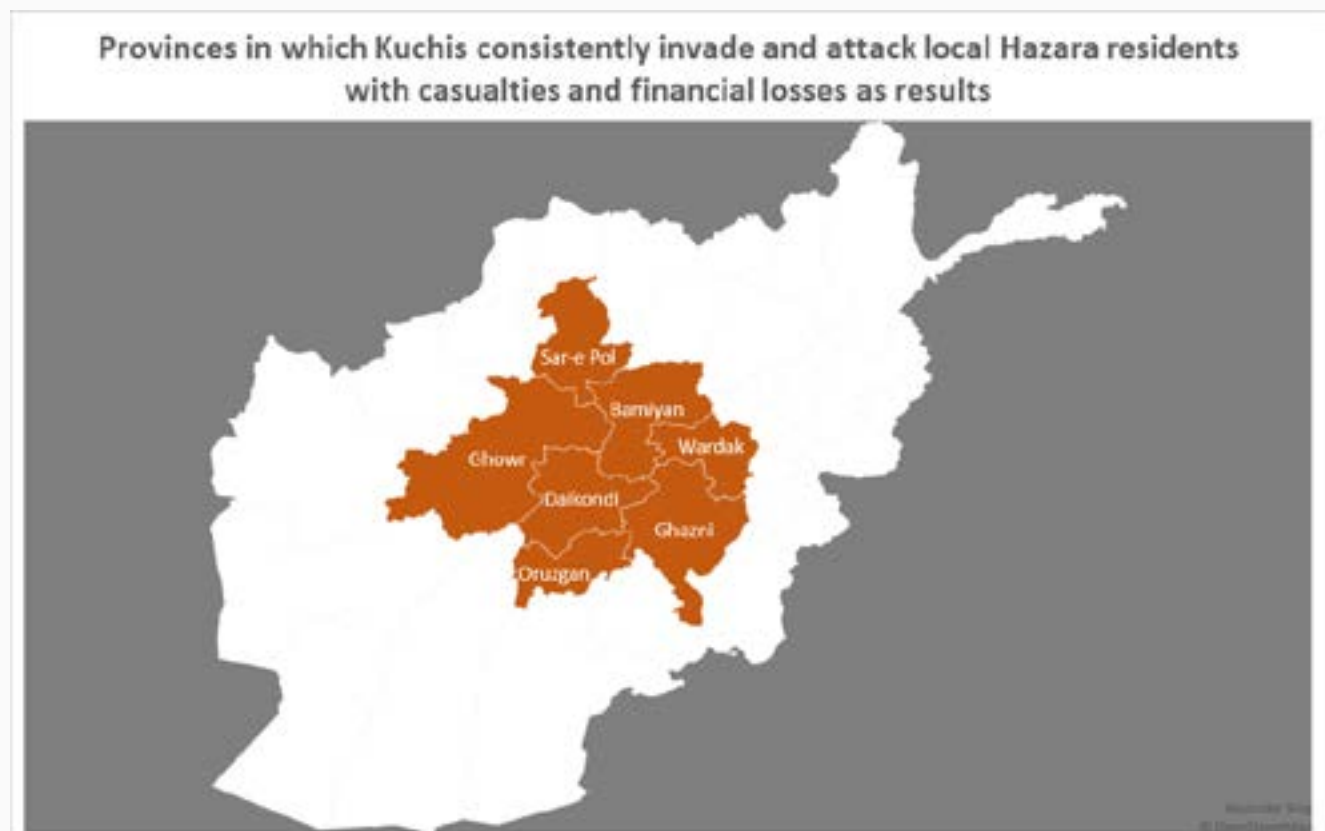 Provinces in which Kuchis consistently invade and attack local Hazara residents
with casualties and financial losses as results
Sar-e Pol
Bamiyan
Wardak
Ghowr
Daikondi
Ghazni
Oruzgan